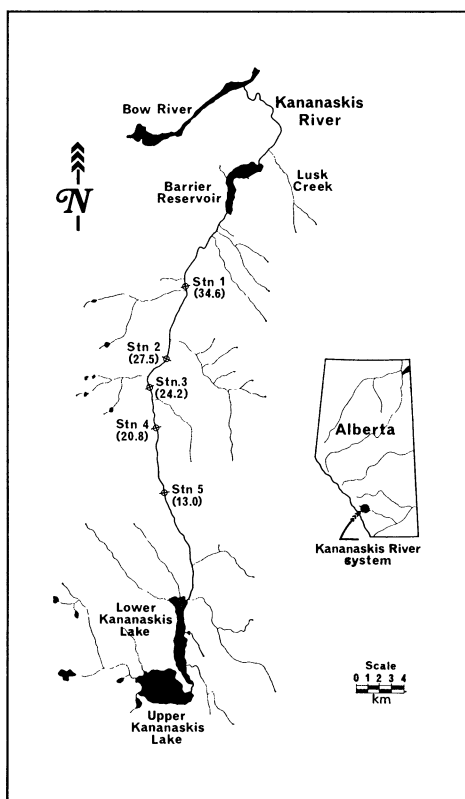 Bow River
Kananaskis
River
N
Barrier
Reservoir
Lusk
Creek
Stn 1
(34.6)
Stn 2
(27.5)
Stn.3
(24.2)
Stn 4
(20.8)
Stn 5
(13.0)
Alberta
Kananaskis River
system
Lower
Kananaskis
Lake
Upper
Kananaskis
Lake
Scale
0 1 2 3 4
km